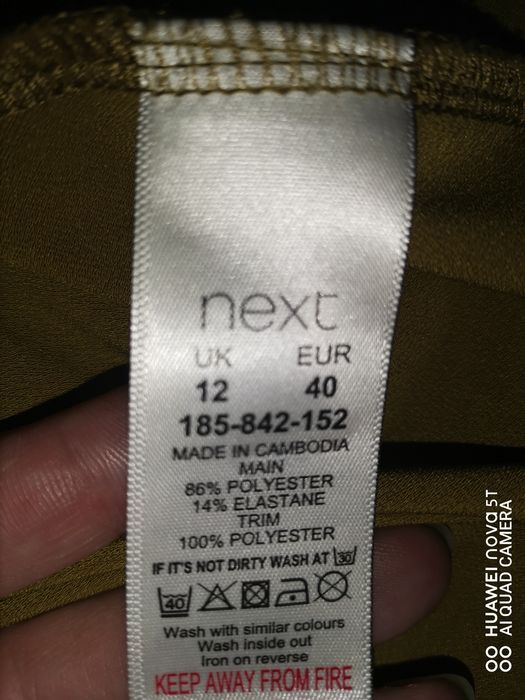 next
UK EUR
12 40
185-842-152
MADE IN CAMBODIA
MAIN
86% POLYESTER
14% ELASTANE
TRIM
100% POLYESTER
IF IT'S NOT DIRTY WASH AT 30
40
Wash with similar colours
Wash inside out
Iron on reverse
KEEP AWAY FROM FIRE
HUAWEI nova 5T
AI QUAD CAMERA